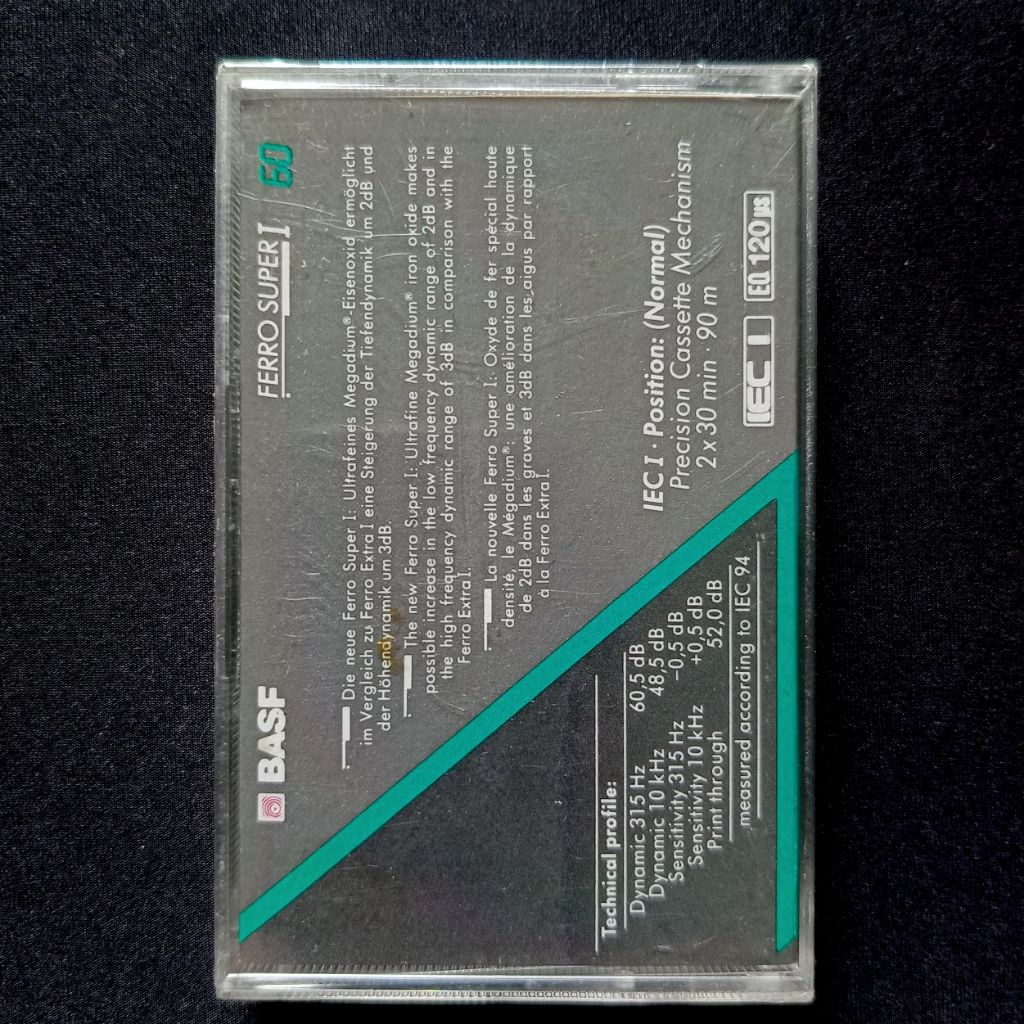 BASF
FERRO SUPER I
60
Die neue Ferro Super I: Ultrafeines Megadium®-Eisenoxid ermöglicht
im Vergleich zu Ferro Extra I eine Steigerung der Tiefendynamik um 2dB und
der Höhendynamik um 3dB.
The new Ferro Super I: Ultrafine Megadium® iron oxide makes
possible increase in the low frequency dynamic range of 2dB and in
the high frequency dynamic range of 3dB in comparison with the
Ferro Extra I.
La nouvelle Ferro Super I: Oxyde de fer spécial haute
densité, le Mégadium®: une amélioration de la dynamique
de 2dB dans les graves et 3dB dans les aigus par rapport
à la Ferro Extra I.
IEC I · Position: (Normal)
Precision Cassette Mechanism
2 x 30 min · 90 m
IEC I
EQ 120 µs
Technical profile:
Dynamic 315 Hz 60,5 dB
Dynamic 10 kHz 48,5 dB
Sensitivity 315 Hz −0,5 dB
Sensitivity 10 kHz +0,5 dB
Print through 52,0 dB
measured according to IEC 94